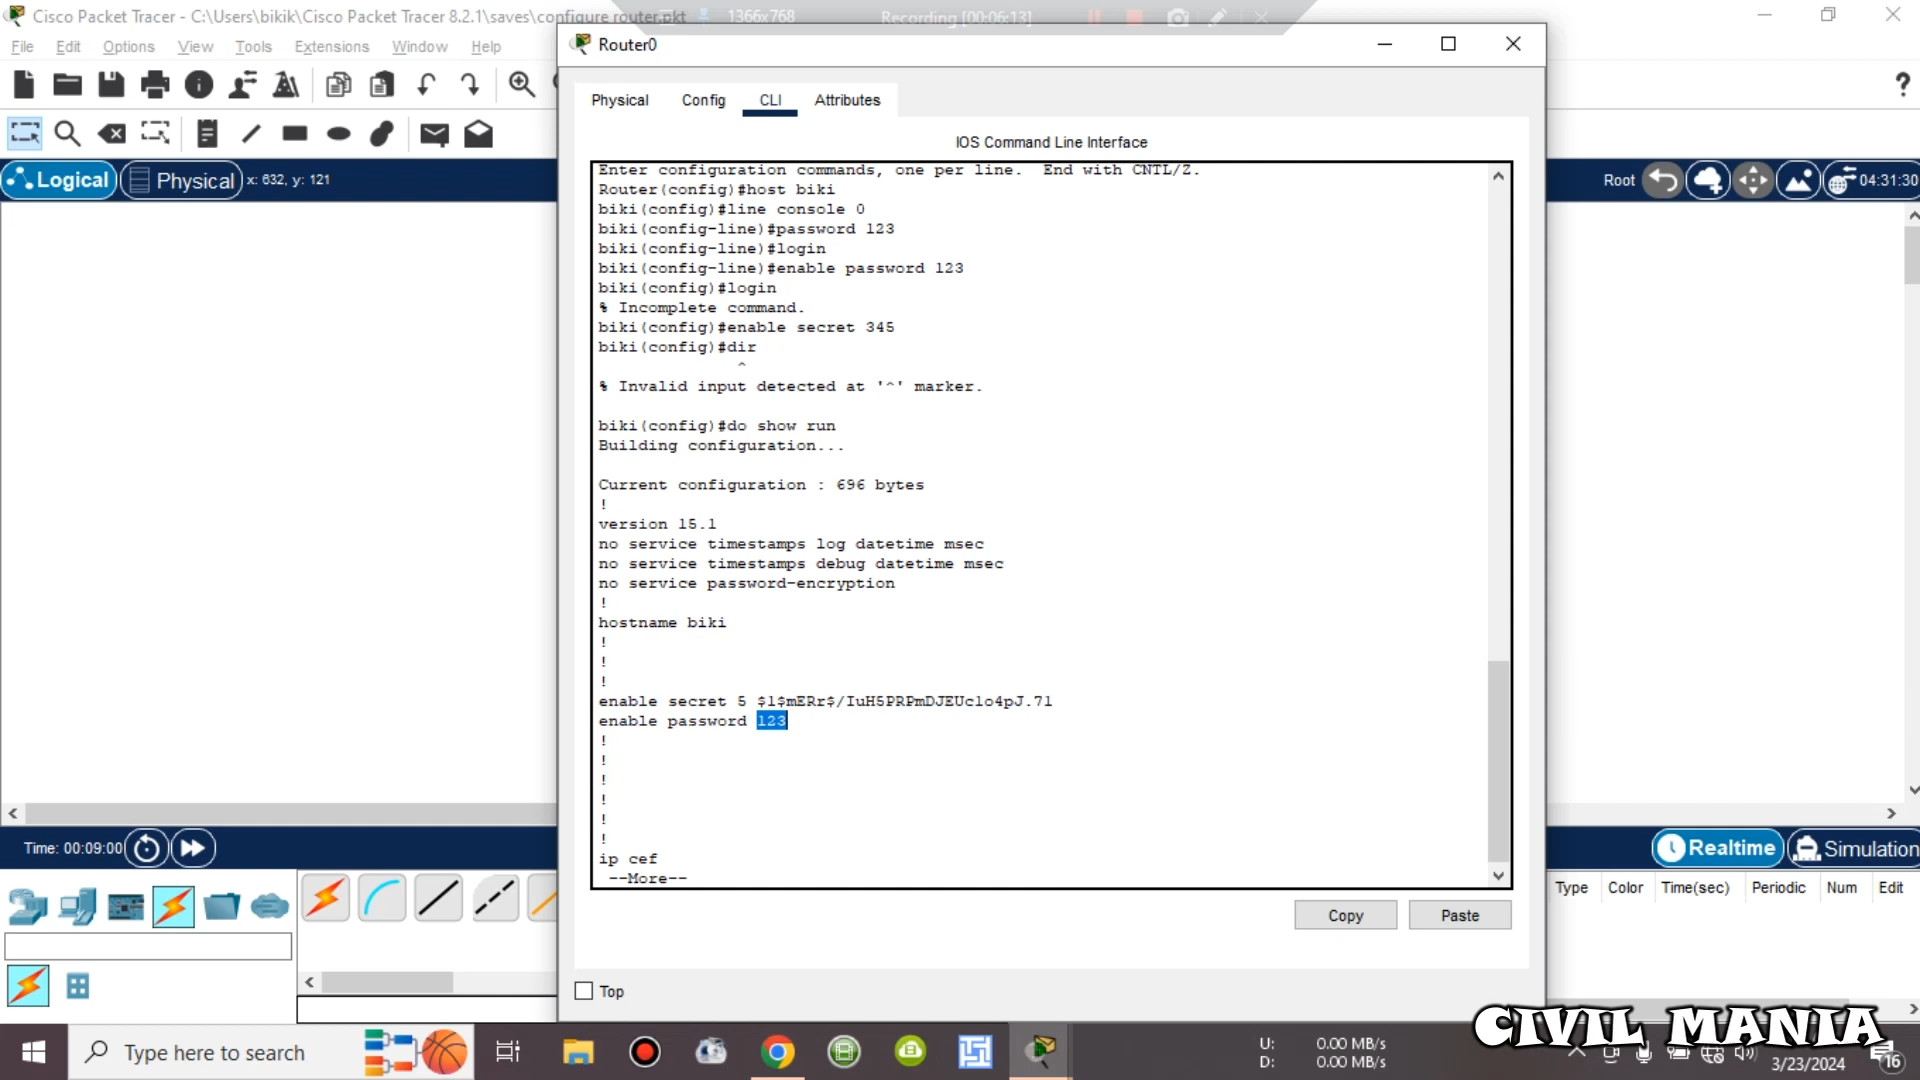 Cisco Packet Tracer - C:\Users\bikik\Cisco Packet Tracer 8.2.1\saves\configure router.pkt
1366x768
Recording [00:06:13]
File Edit Options View Tools Extensions Window Help
Router0
Physical Config CLI Attributes
IOS Command Line Interface
Logical
Physical
x: 632, y: 121
Root
04:31:30
Enter configuration commands, one per line. End with CNTL/Z.
Router(config)#host biki
biki(config)#line console 0
biki(config-line)#password 123
biki(config-line)#login
biki(config-line)#enable password 123
biki(config)#login
% Incomplete command.
biki(config)#enable secret 345
biki(config)#dir
^
% Invalid input detected at '^' marker.
biki(config)#do show run
Building configuration...
Current configuration : 696 bytes
!
version 15.1
no service timestamps log datetime msec
no service timestamps debug datetime msec
no service password-encryption
!
hostname biki
!
!
!
enable secret 5 $1$mERr$/IuH5PRPmDJEUc1o4pJ.71
enable password 123
!
!
!
!
!
!
ip cef
--More--
Copy
Paste
Top
Time: 00:09:00
Realtime
Simulation
Type Color Time(sec) Periodic Num Edit
Type here to search
U: 0.00 MB/s
D: 0.00 MB/s
CIVIL MANIA
3/23/2024
16